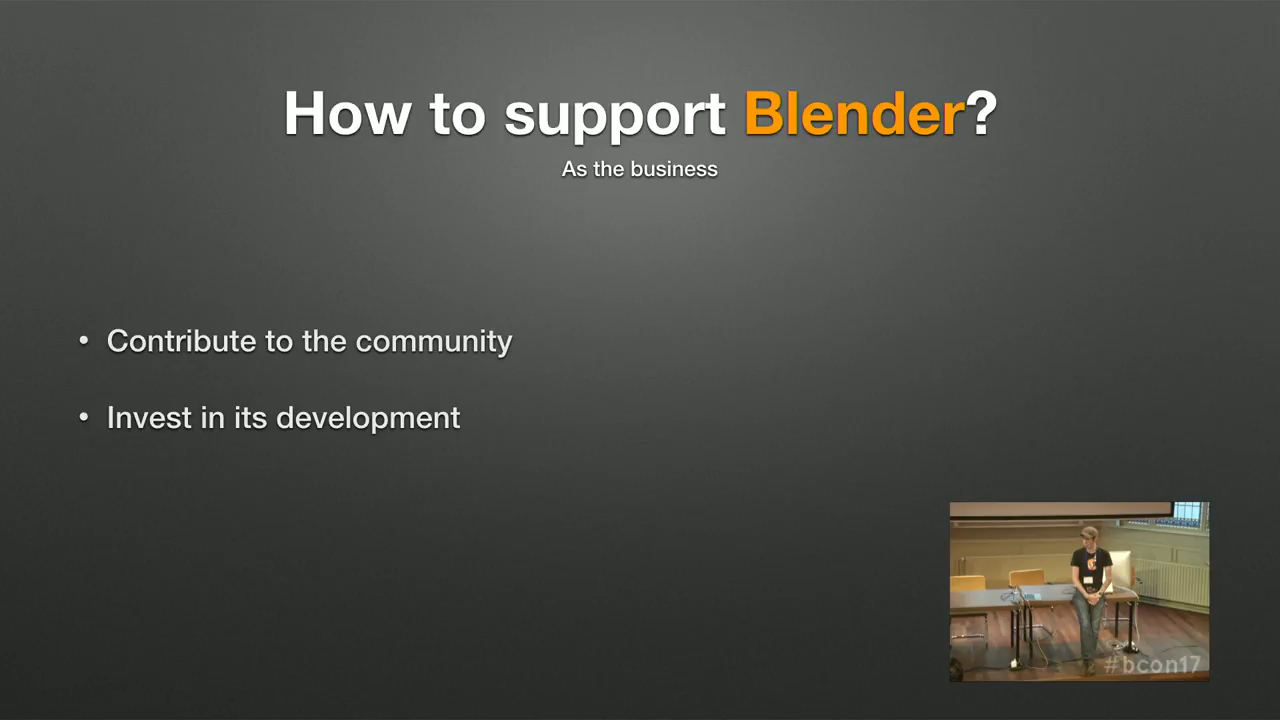 How to support Blender?
As the business
• Contribute to the community
• Invest in its development
#bcon17